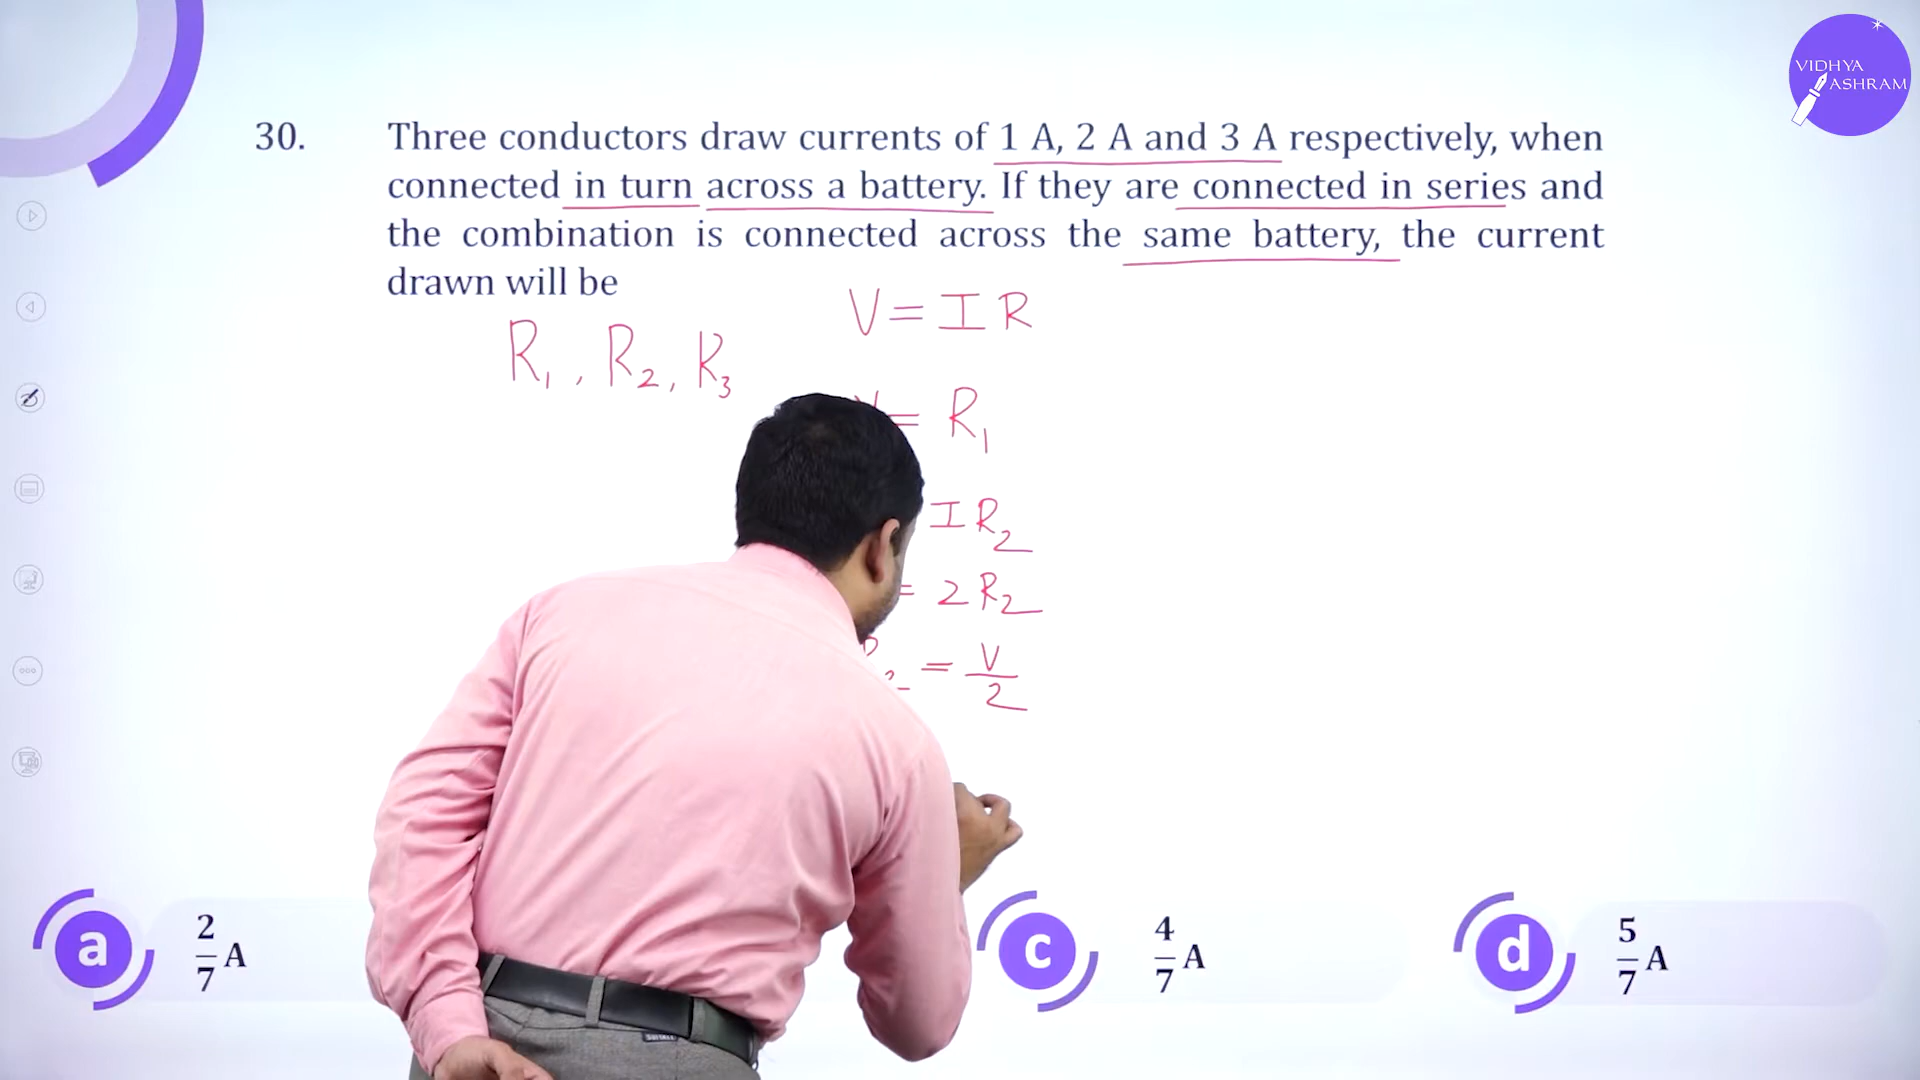 VIDHYA
ASHRAM
30. Three conductors draw currents of 1 A, 2 A and 3 A respectively, when
connected in turn across a battery. If they are connected in series and
the combination is connected across the same battery, the current
drawn will be
V = I R
R₁, R₂, R₃
= R₁
I R₂
= 2 R₂
= V/2
a 2/7 A
c 4/7 A
d 5/7 A